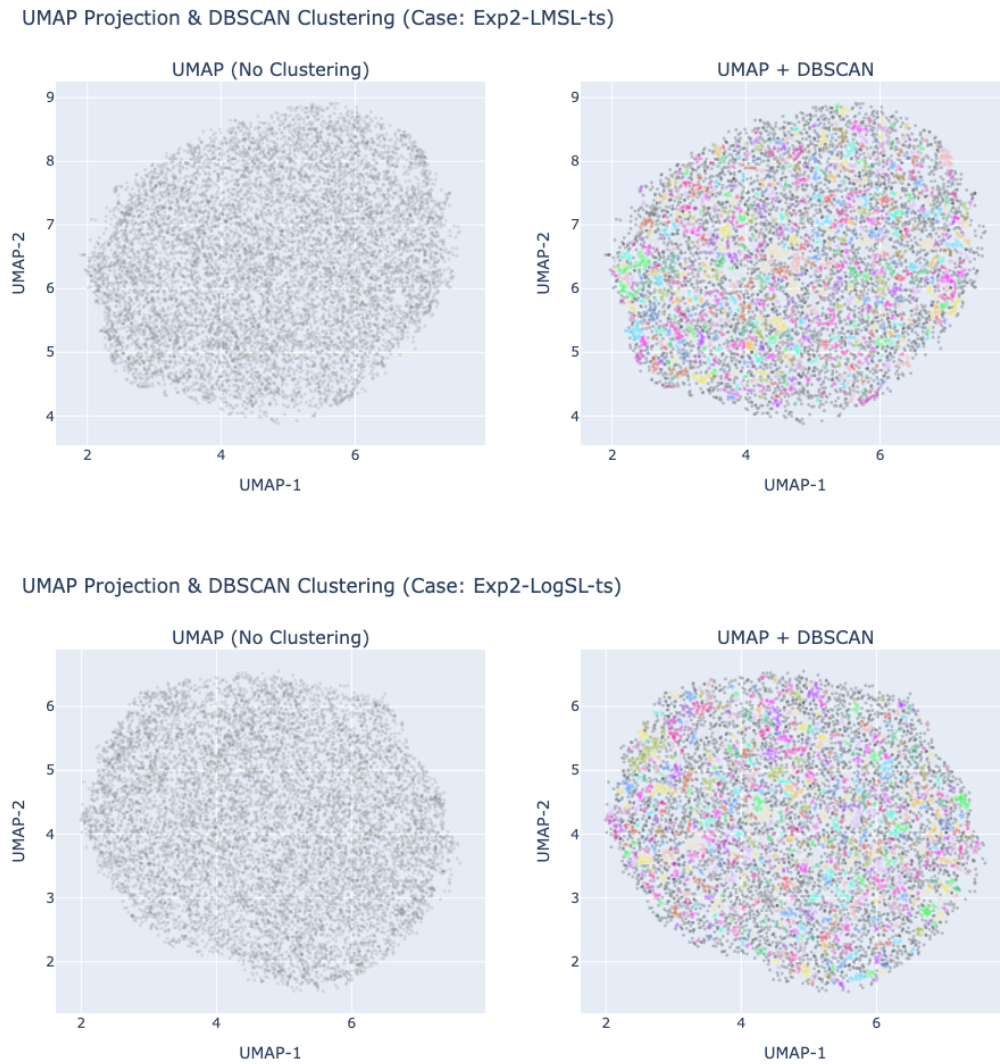 UMAP Projection & DBSCAN Clustering (Case: Exp2-LMSL-ts)
UMAP (No Clustering)
UMAP + DBSCAN
9
8
7
6
5
4
UMAP-2
2
4
6
UMAP-1
9
8
7
6
5
4
UMAP-2
2
4
6
UMAP-1
UMAP Projection & DBSCAN Clustering (Case: Exp2-LogSL-ts)
UMAP (No Clustering)
UMAP + DBSCAN
6
5
4
3
2
UMAP-2
2
4
6
UMAP-1
6
5
4
3
2
UMAP-2
2
4
6
UMAP-1